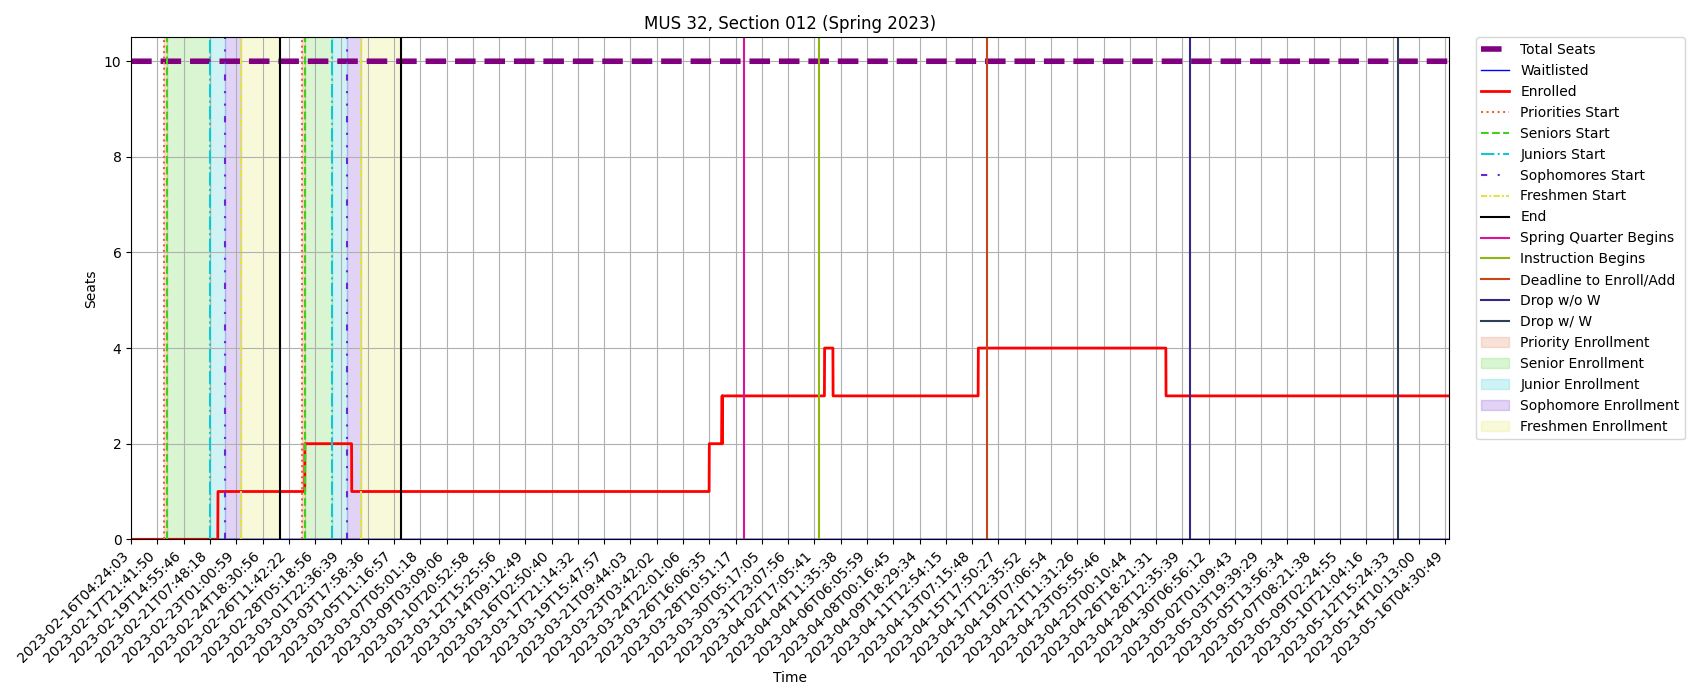 MUS 32, Section 012 (Spring 2023)
Seats
10
8
6
4
2
0
2023-02-16T04:24:03
2023-02-17T21:41:50
2023-02-19T14:55:46
2023-02-21T07:48:18
2023-02-23T01:00:59
2023-02-24T18:30:56
2023-02-26T11:42:22
2023-02-28T05:18:56
2023-03-01T22:36:39
2023-03-03T17:58:36
2023-03-05T11:16:57
2023-03-07T05:01:18
2023-03-09T03:09:06
2023-03-10T20:52:58
2023-03-12T15:25:56
2023-03-14T09:12:49
2023-03-16T02:50:40
2023-03-17T21:14:32
2023-03-19T15:47:57
2023-03-21T09:44:03
2023-03-23T03:42:02
2023-03-24T22:01:06
2023-03-26T16:06:35
2023-03-28T10:51:17
2023-03-30T05:17:05
2023-03-31T23:07:56
2023-04-02T17:05:41
2023-04-04T11:35:38
2023-04-06T06:05:59
2023-04-08T00:16:45
2023-04-09T18:29:34
2023-04-11T12:54:15
2023-04-13T07:15:48
2023-04-15T17:50:27
2023-04-17T12:35:52
2023-04-19T07:06:54
2023-04-21T11:31:26
2023-04-23T05:55:46
2023-04-25T00:10:44
2023-04-26T18:21:31
2023-04-28T12:35:39
2023-04-30T06:56:12
2023-05-02T01:09:43
2023-05-03T19:39:29
2023-05-05T13:56:34
2023-05-07T08:21:38
2023-05-09T02:24:55
2023-05-10T21:04:16
2023-05-12T15:24:33
2023-05-14T10:13:00
2023-05-16T04:30:49
Time
Total Seats
Waitlisted
Enrolled
Priorities Start
Seniors Start
Juniors Start
Sophomores Start
Freshmen Start
End
Spring Quarter Begins
Instruction Begins
Deadline to Enroll/Add
Drop w/o W
Drop w/ W
Priority Enrollment
Senior Enrollment
Junior Enrollment
Sophomore Enrollment
Freshmen Enrollment